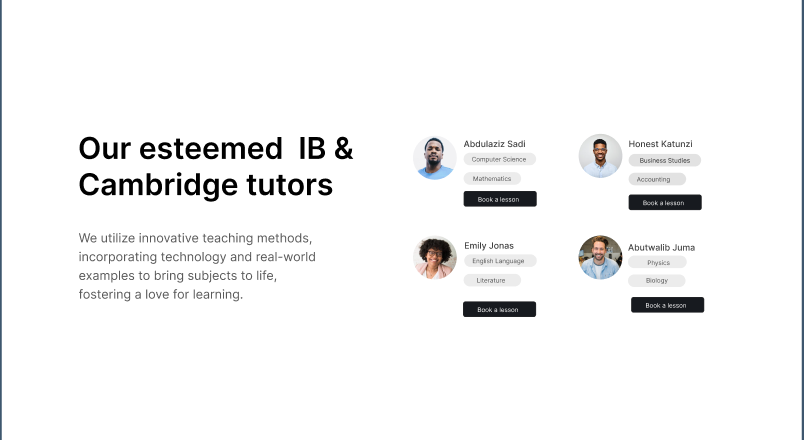 Our esteemed  IB &
Cambridge tutors
We utilize innovative teaching methods,
incorporating technology and real-world
examples to bring subjects to life,
fostering a love for learning.
Abdulaziz Sadi
Computer Science
Mathematics
Book a lesson
Honest Katunzi
Business Studies
Accounting
Book a lesson
Emily Jonas
English Language
Literature
Book a lesson
Abutwalib Juma
Physics
Biology
Book a lesson